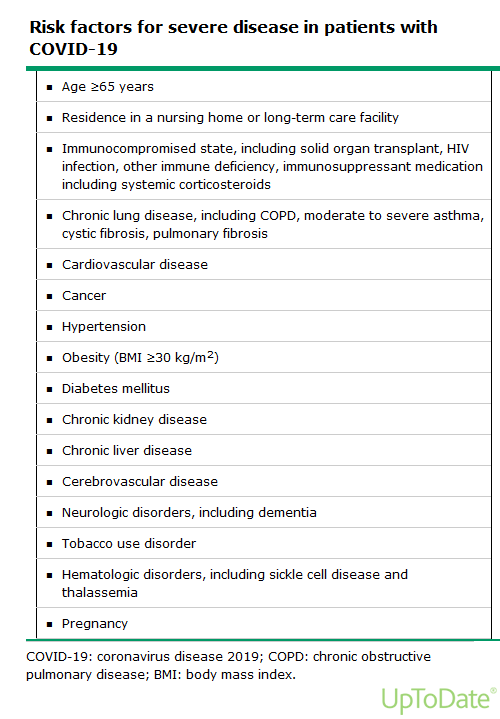 Risk factors for severe disease in patients with
COVID-19
▪ Age ≥65 years
▪ Residence in a nursing home or long-term care facility
▪ Immunocompromised state, including solid organ transplant, HIV
infection, other immune deficiency, immunosuppressant medication
including systemic corticosteroids
▪ Chronic lung disease, including COPD, moderate to severe asthma,
cystic fibrosis, pulmonary fibrosis
▪ Cardiovascular disease
▪ Cancer
▪ Hypertension
▪ Obesity (BMI ≥30 kg/m²)
▪ Diabetes mellitus
▪ Chronic kidney disease
▪ Chronic liver disease
▪ Cerebrovascular disease
▪ Neurologic disorders, including dementia
▪ Tobacco use disorder
▪ Hematologic disorders, including sickle cell disease and
thalassemia
▪ Pregnancy
COVID-19: coronavirus disease 2019; COPD: chronic obstructive
pulmonary disease; BMI: body mass index.
UpToDate®